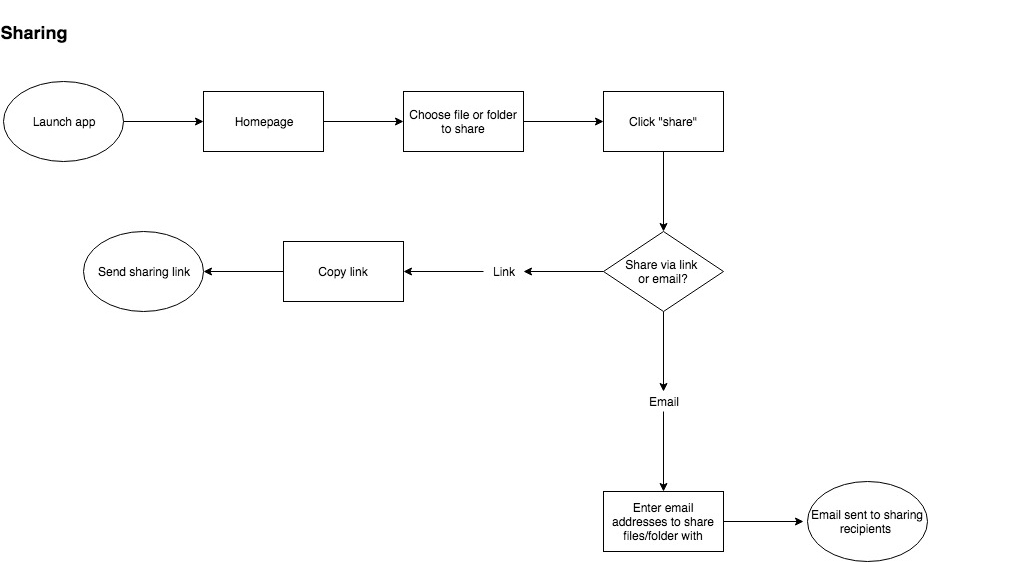 Sharing
Launch app
Homepage
Choose file or folder
to share
Click "share"
Share via link
or email?
Link
Copy link
Send sharing link
Email
Enter email
addresses to share
files/folder with
Email sent to sharing
recipients